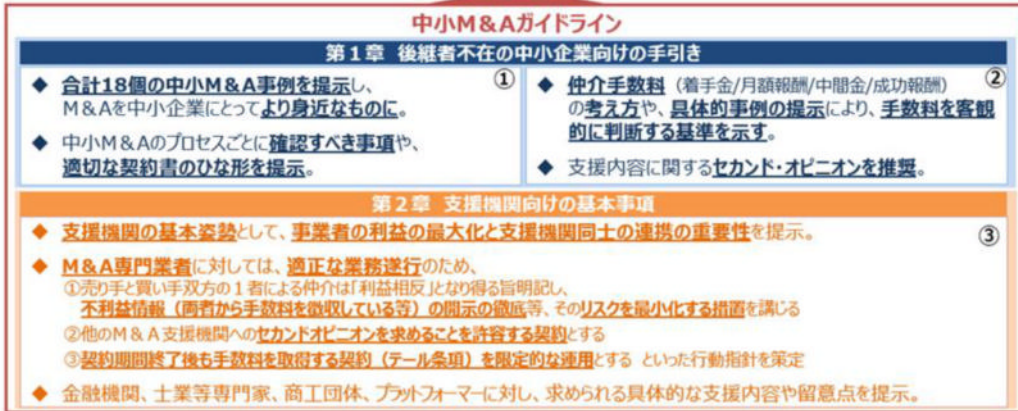 中小M&Aガイドライン
第1章 後継者不在の中小企業向けの手引き
◆ 合計18個の中小M&A事例を提示し、
M&Aを中小企業にとってより身近なものに。
◆ 中小M&Aのプロセスごとに確認すべき事項や、
適切な契約書のひな形を提示。
①
◆ 仲介手数料（着手金/月額報酬/中間金/成功報酬）
の考え方や、具体的事例の提示により、手数料を客観
的に判断する基準を示す。
◆ 支援内容に関するセカンド・オピニオンを推奨。
②
第2章 支援機関向けの基本事項
◆ 支援機関の基本姿勢として、事業者の利益の最大化と支援機関同士の連携の重要性を提示。
③
◆ M&A専門業者に対しては、適正な業務遂行のため、
①売り手と買い手双方の1者による仲介は「利益相反」となり得る旨明記し、
不利益情報（両者から手数料を徴収している等）の開示の徹底等、そのリスクを最小化する措置を講じる
②他のM&A支援機関へのセカンドオピニオンを求めることを許容する契約とする
③契約期間終了後も手数料を取得する契約（テール条項）を限定的な運用とする といった行動指針を策定
◆ 金融機関、士業等専門家、商工団体、プラットフォーマーに対し、求められる具体的な支援内容や留意点を提示。